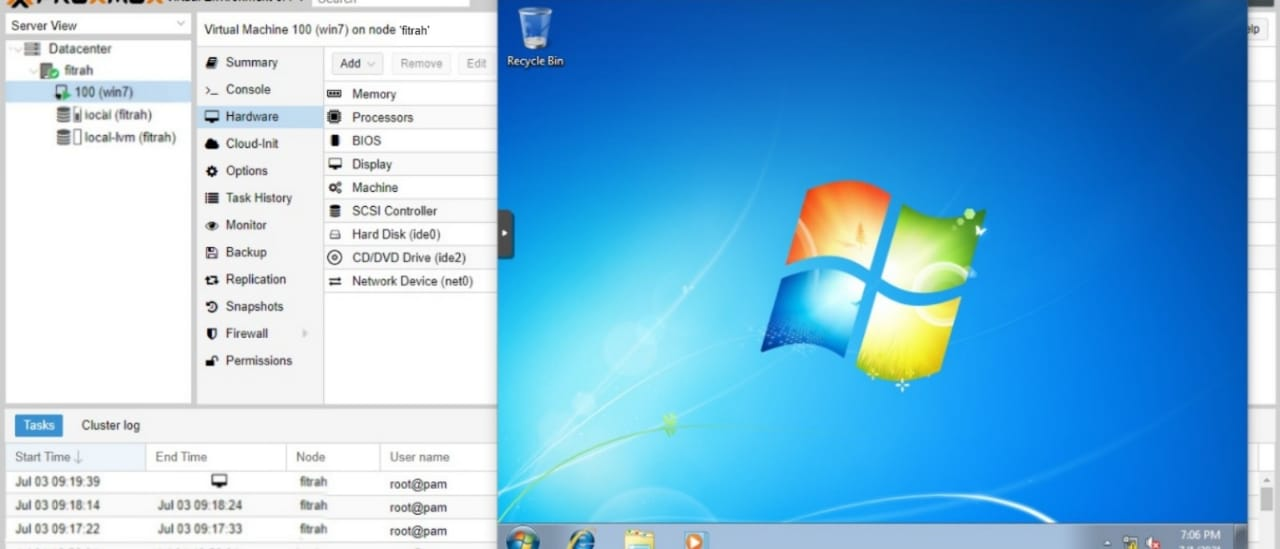 Server View
Datacenter
fitrah
100 (win7)
local (fitrah)
local-lvm (fitrah)
Virtual Machine 100 (win7) on node 'fitrah'
Summary
Console
Hardware
Cloud-Init
Options
Task History
Monitor
Backup
Replication
Snapshots
Firewall
Permissions
Add
Remove
Edit
Memory
Processors
BIOS
Display
Machine
SCSI Controller
Hard Disk (ide0)
CD/DVD Drive (ide2)
Network Device (net0)
Recycle Bin
Tasks
Cluster log
Start Time
End Time
Node
User name
Jul 03 09:19:39
fitrah
root@pam
Jul 03 09:18:14
Jul 03 09:18:24
fitrah
root@pam
Jul 03 09:17:22
Jul 03 09:17:33
fitrah
root@pam
7:06 PM